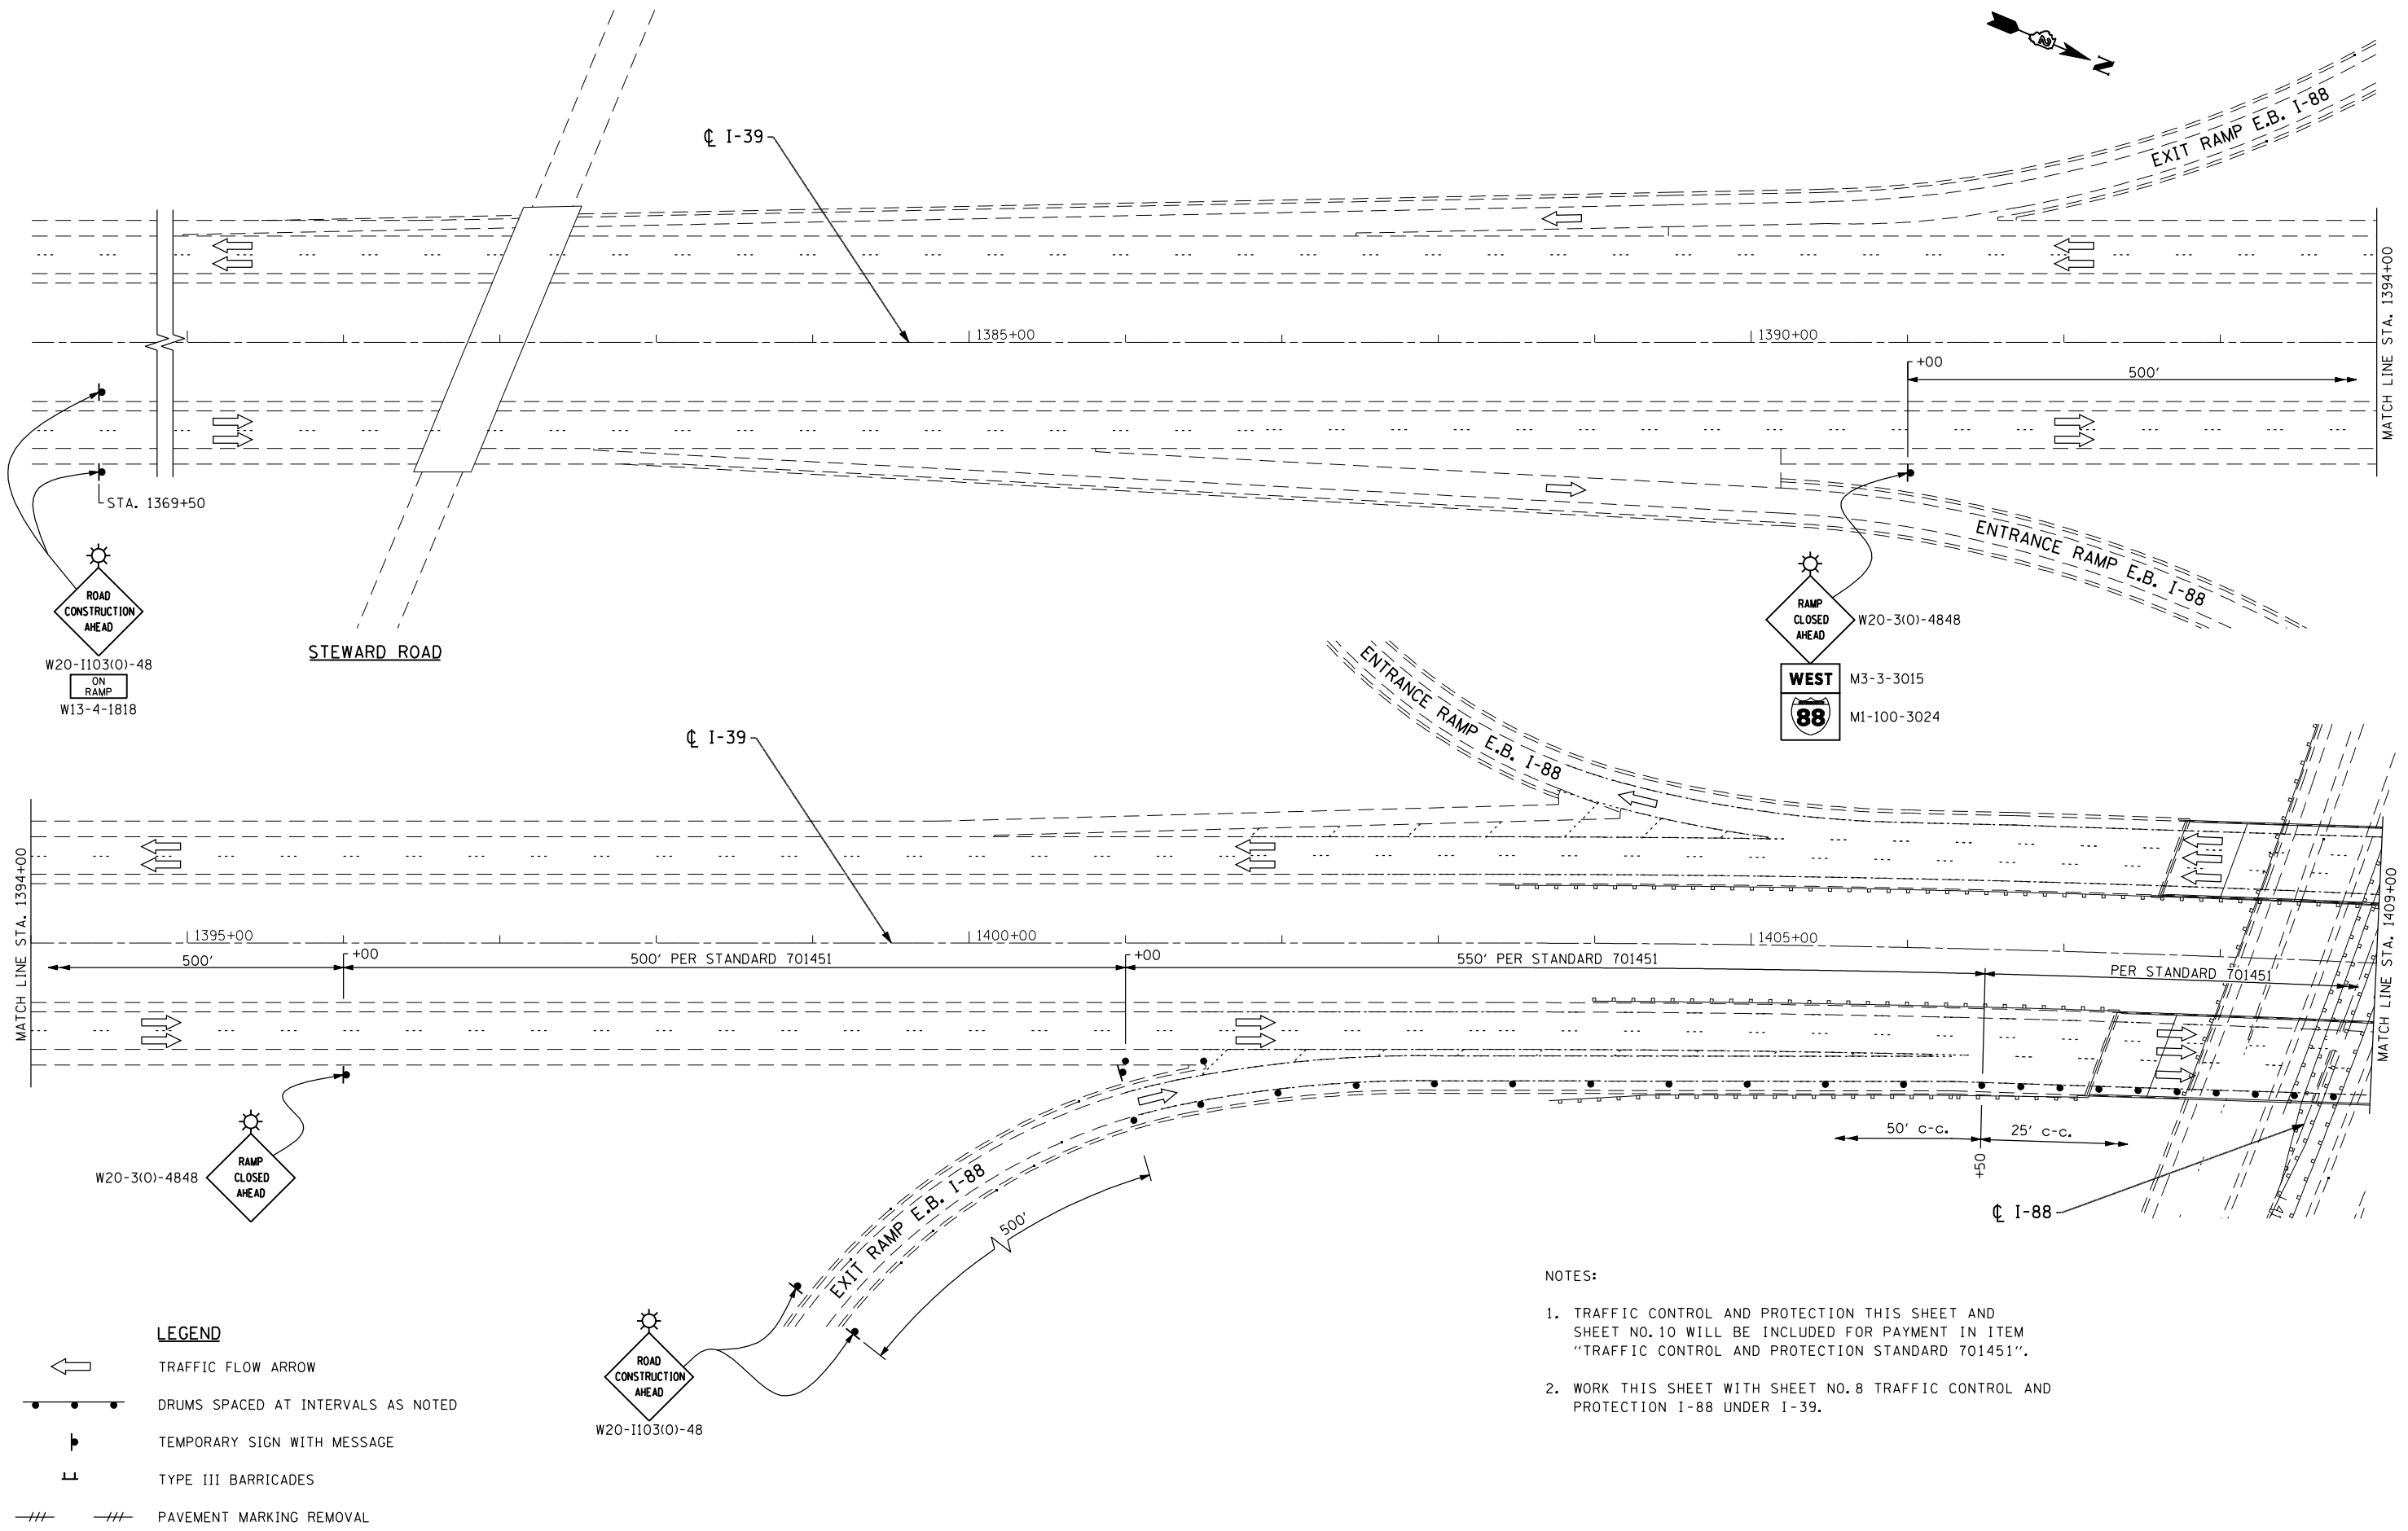 N
EXIT RAMP E.B. I-88
℄ I-39
1385+00
1390+00
+00
500'
MATCH LINE STA. 1394+00
STA. 1369+50
ROAD
CONSTRUCTION
AHEAD
W20-I103(O)-48
ON
RAMP
W13-4-1818
STEWARD ROAD
ENTRANCE RAMP E.B. I-88
RAMP
CLOSED
AHEAD
W20-3(O)-4848
WEST
M3-3-3015
88
M1-100-3024
ENTRANCE RAMP E.B. I-88
℄ I-39
MATCH LINE STA. 1394+00
1395+00
1400+00
1405+00
500'
+00
500' PER STANDARD 701451
+00
550' PER STANDARD 701451
PER STANDARD 701451
MATCH LINE STA. 1409+00
50' c-c.
25' c-c.
+50
W20-3(O)-4848
RAMP
CLOSED
AHEAD
EXIT RAMP E.B. I-88
500'
℄ I-88
ROAD
CONSTRUCTION
AHEAD
W20-I103(O)-48
LEGEND
TRAFFIC FLOW ARROW
DRUMS SPACED AT INTERVALS AS NOTED
TEMPORARY SIGN WITH MESSAGE
TYPE III BARRICADES
PAVEMENT MARKING REMOVAL
NOTES:
1. TRAFFIC CONTROL AND PROTECTION THIS SHEET AND
SHEET NO. 10 WILL BE INCLUDED FOR PAYMENT IN ITEM
"TRAFFIC CONTROL AND PROTECTION STANDARD 701451".
2. WORK THIS SHEET WITH SHEET NO. 8 TRAFFIC CONTROL AND
PROTECTION I-88 UNDER I-39.